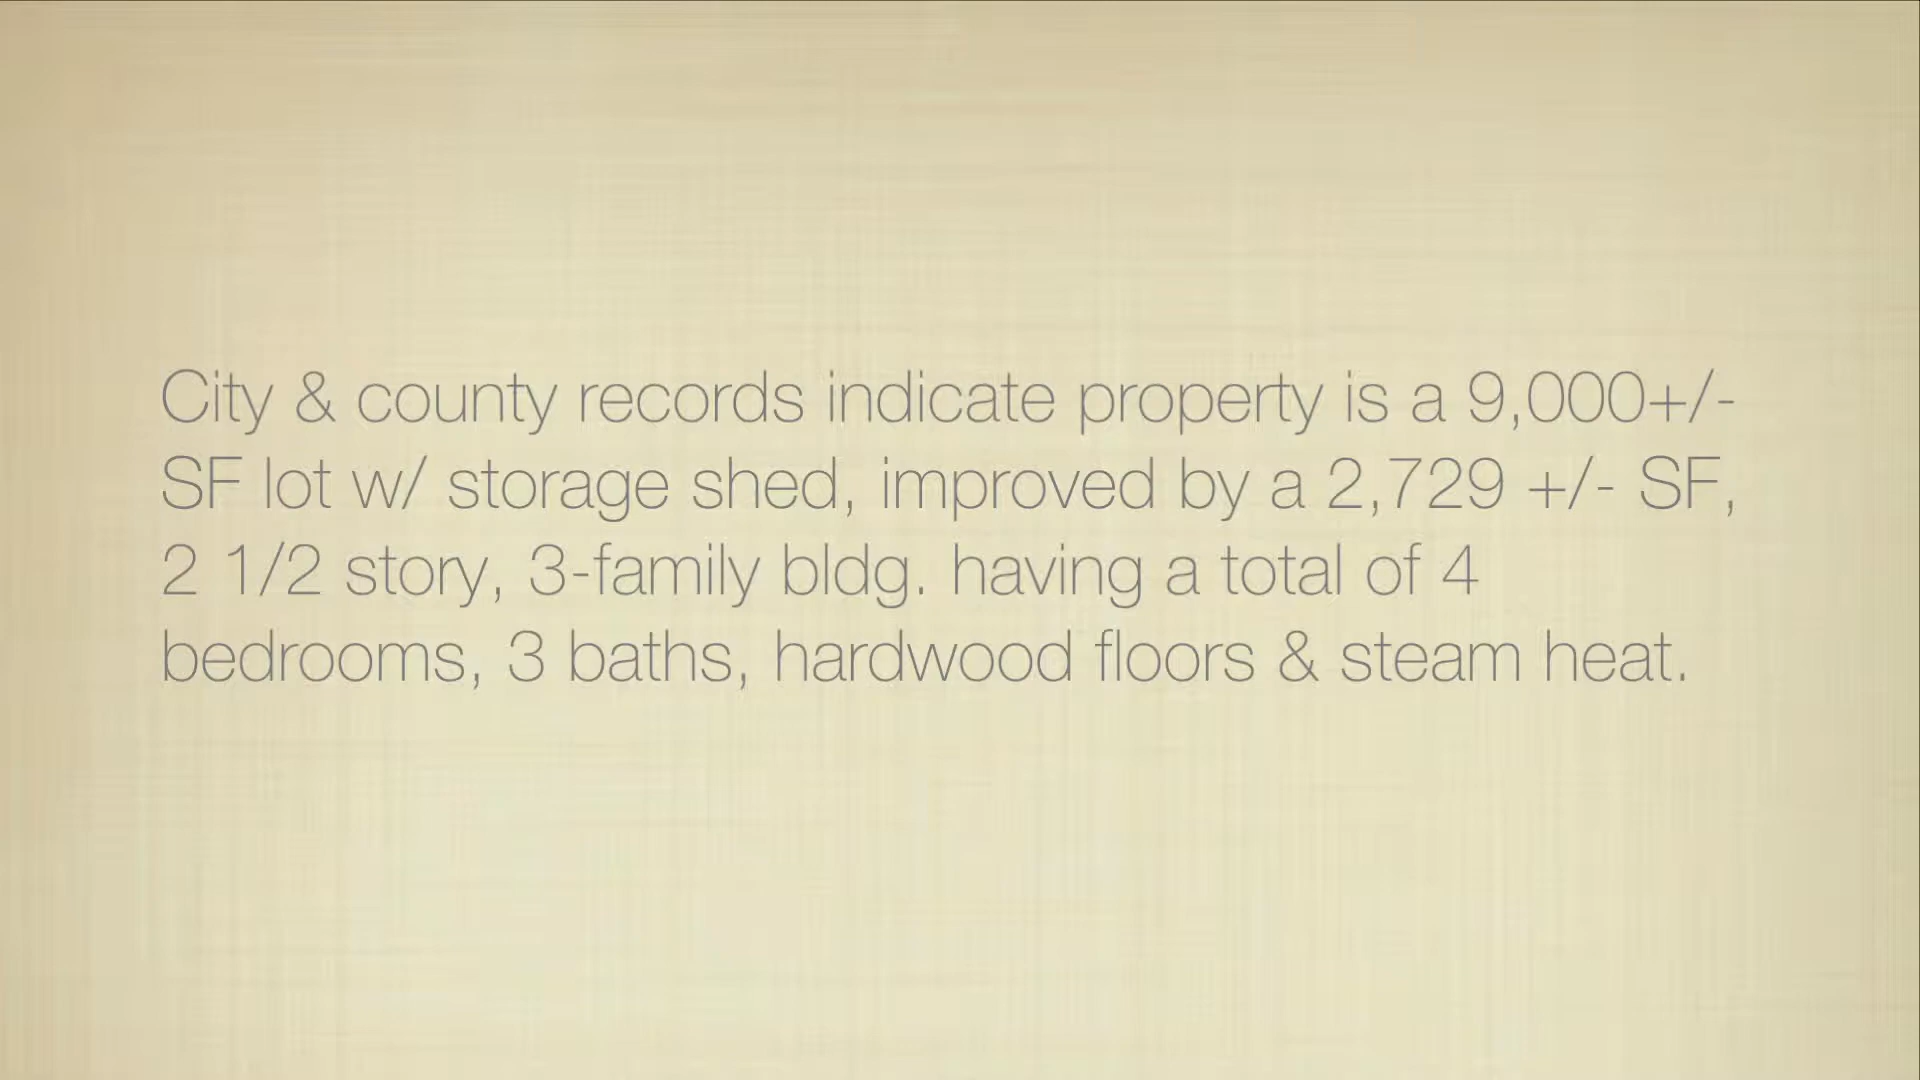 City & county records indicate property is a 9,000+/-
SF lot w/ storage shed, improved by a 2,729 +/- SF,
2 1/2 story, 3-family bldg. having a total of 4
bedrooms, 3 baths, hardwood floors & steam heat.